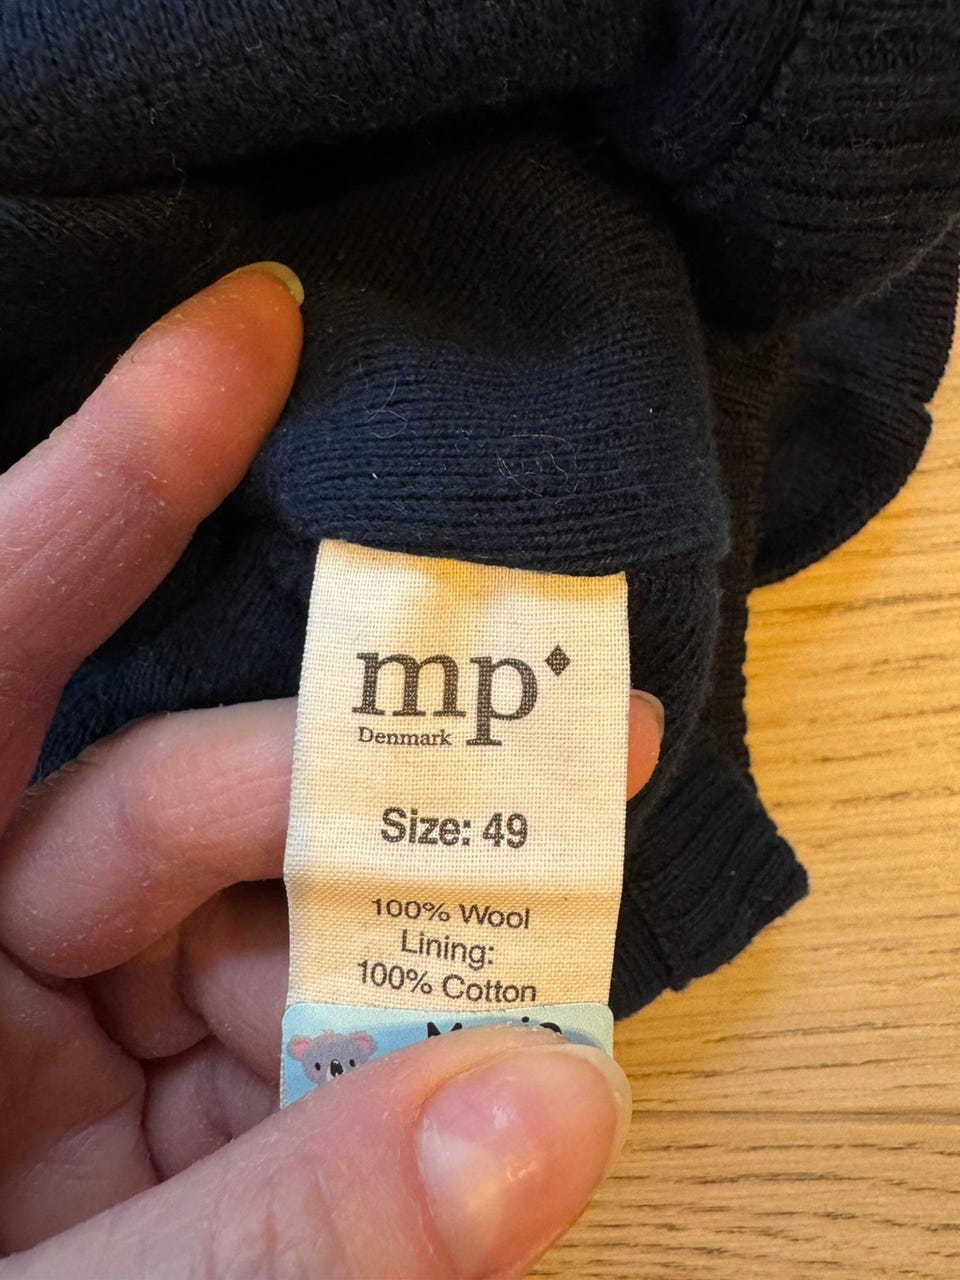 mp
Denmark
Size: 49
100% Wool
Lining:
100% Cotton